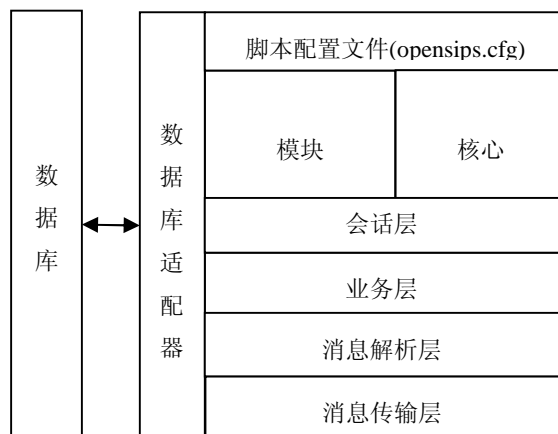 数据库
数据库适配器
脚本配置文件(opensips.cfg)
模块
核心
会话层
业务层
消息解析层
消息传输层